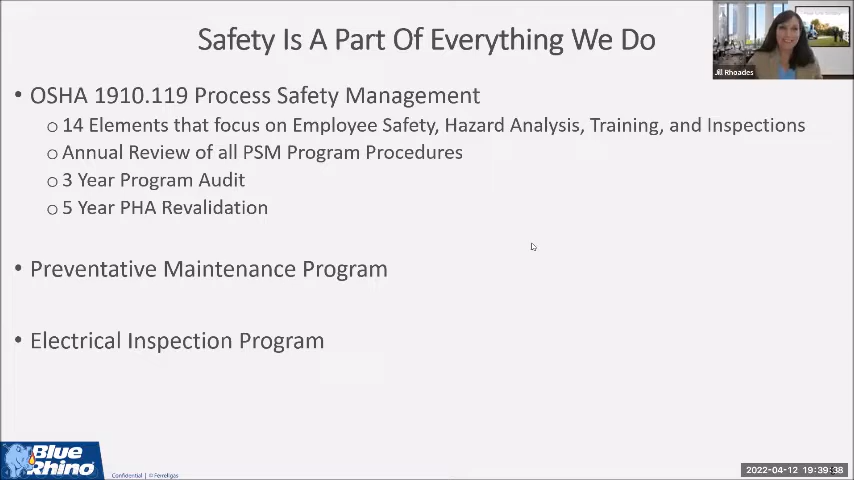 Safety Is A Part Of Everything We Do
Jill Rhoades
• OSHA 1910.119 Process Safety Management
o 14 Elements that focus on Employee Safety, Hazard Analysis, Training, and Inspections
o Annual Review of all PSM Program Procedures
o 3 Year Program Audit
o 5 Year PHA Revalidation
• Preventative Maintenance Program
• Electrical Inspection Program
Blue
Rhino
Confidential | © Ferrellgas
2022-04-12 19:39:38